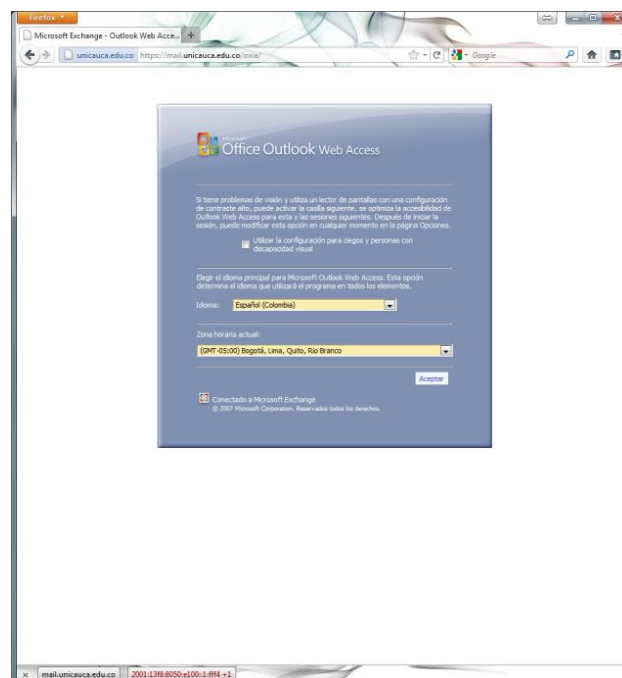 Firefox
Microsoft Exchange - Outlook Web Acce...
unicauca.edu.co https://mail.unicauca.edu.co/owa/
Google
Microsoft
Office Outlook Web Access
Si tiene problemas de visión y utiliza un lector de pantallas con una configuración
de contraste alto, puede activar la casilla siguiente, se optimiza la accesibilidad de
Outlook Web Access para esta y las sesiones siguientes. Después de iniciar la
sesión, puede modificar esta opción en cualquier momento en la página Opciones.
Utilizar la configuración para ciegos y personas con
discapacidad visual
Elegir el idioma principal para Microsoft Outlook Web Access. Esta opción
determina el idioma que utilizará el programa en todos los elementos.
Idioma: Español (Colombia)
Zona horaria actual:
(GMT-05:00) Bogotá, Lima, Quito, Rio Branco
Aceptar
Conectado a Microsoft Exchange
© 2007 Microsoft Corporation. Reservados todos los derechos.
x mail.unicauca.edu.co 2001:13f8:8050:e100::1:fff4 +1